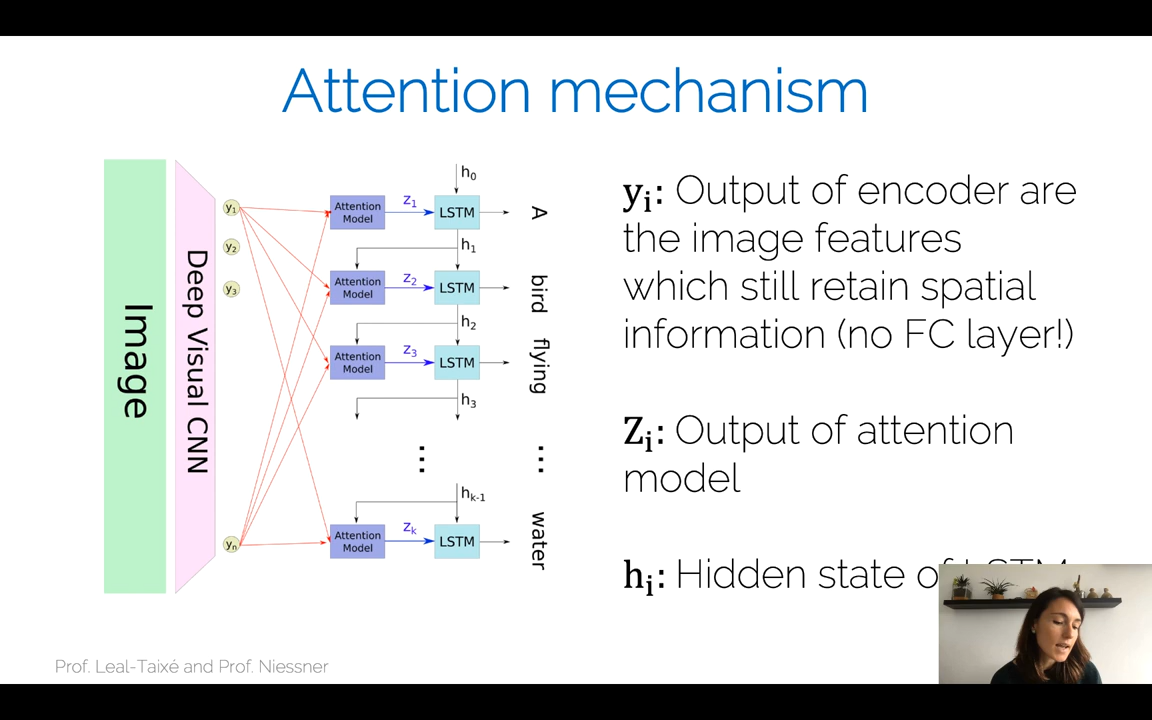 Attention mechanism
Image
Deep Visual CNN
y1
y2
y3
yn
h0
Attention
Model
z1
LSTM
A
h1
Attention
Model
z2
LSTM
bird
h2
Attention
Model
z3
LSTM
flying
h3
⋮
⋮
hk-1
Attention
Model
zk
LSTM
water
yi: Output of encoder are
the image features
which still retain spatial
information (no FC layer!)
Zi: Output of attention
model
hi: Hidden state of LSTM
Prof. Leal-Taixé and Prof. Niessner